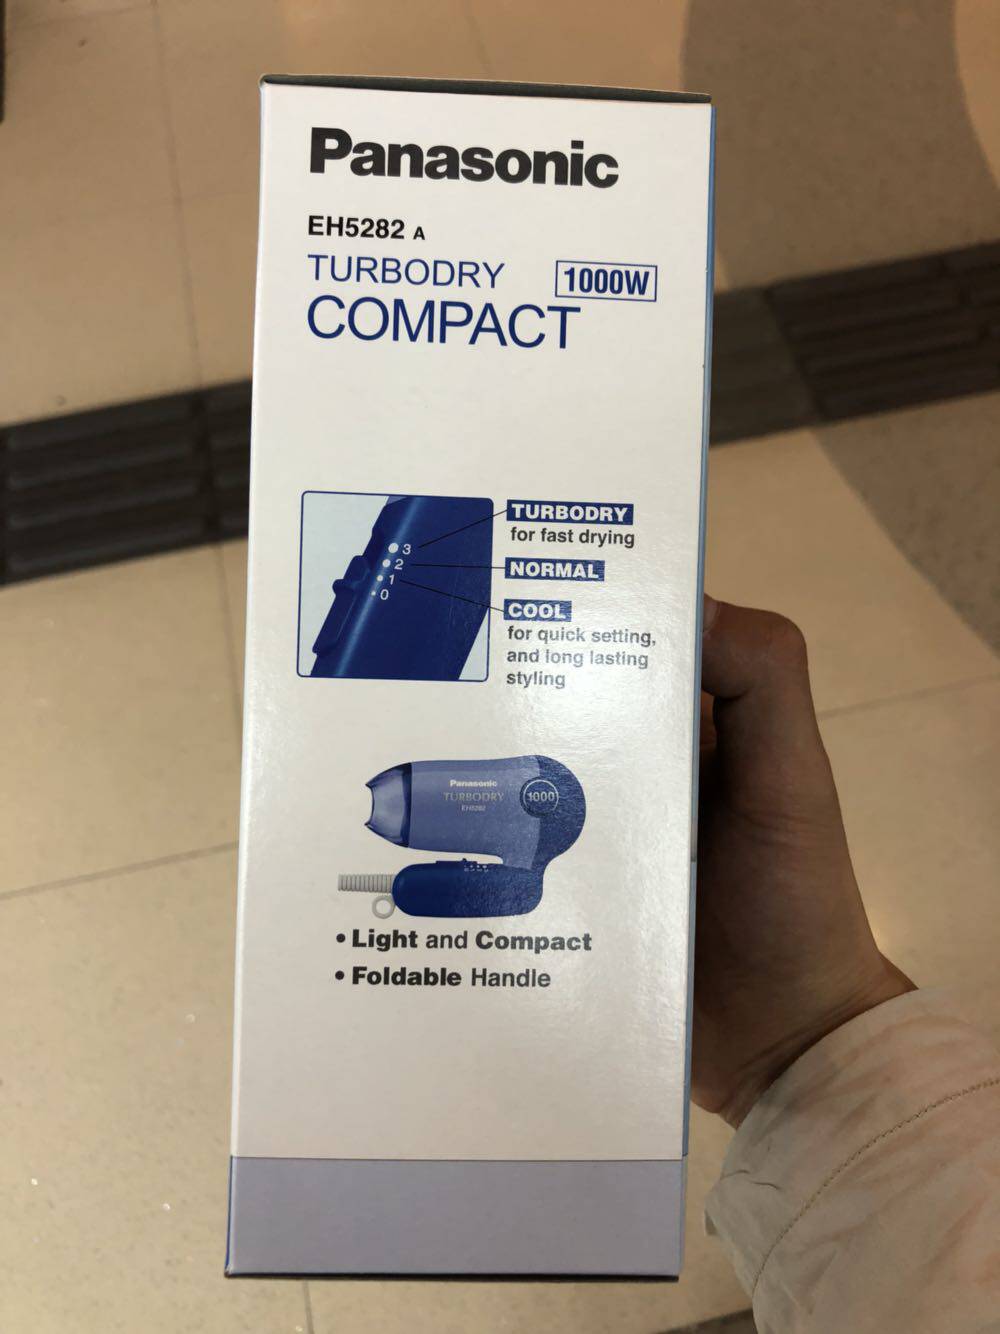 Panasonic
EH5282 A
TURBODRY 1000W
COMPACT
3
2
1
0
TURBODRY
for fast drying
NORMAL
COOL
for quick setting,
and long lasting
styling
Panasonic
TURBODRY
EH5282
1000
• Light and Compact
• Foldable Handle